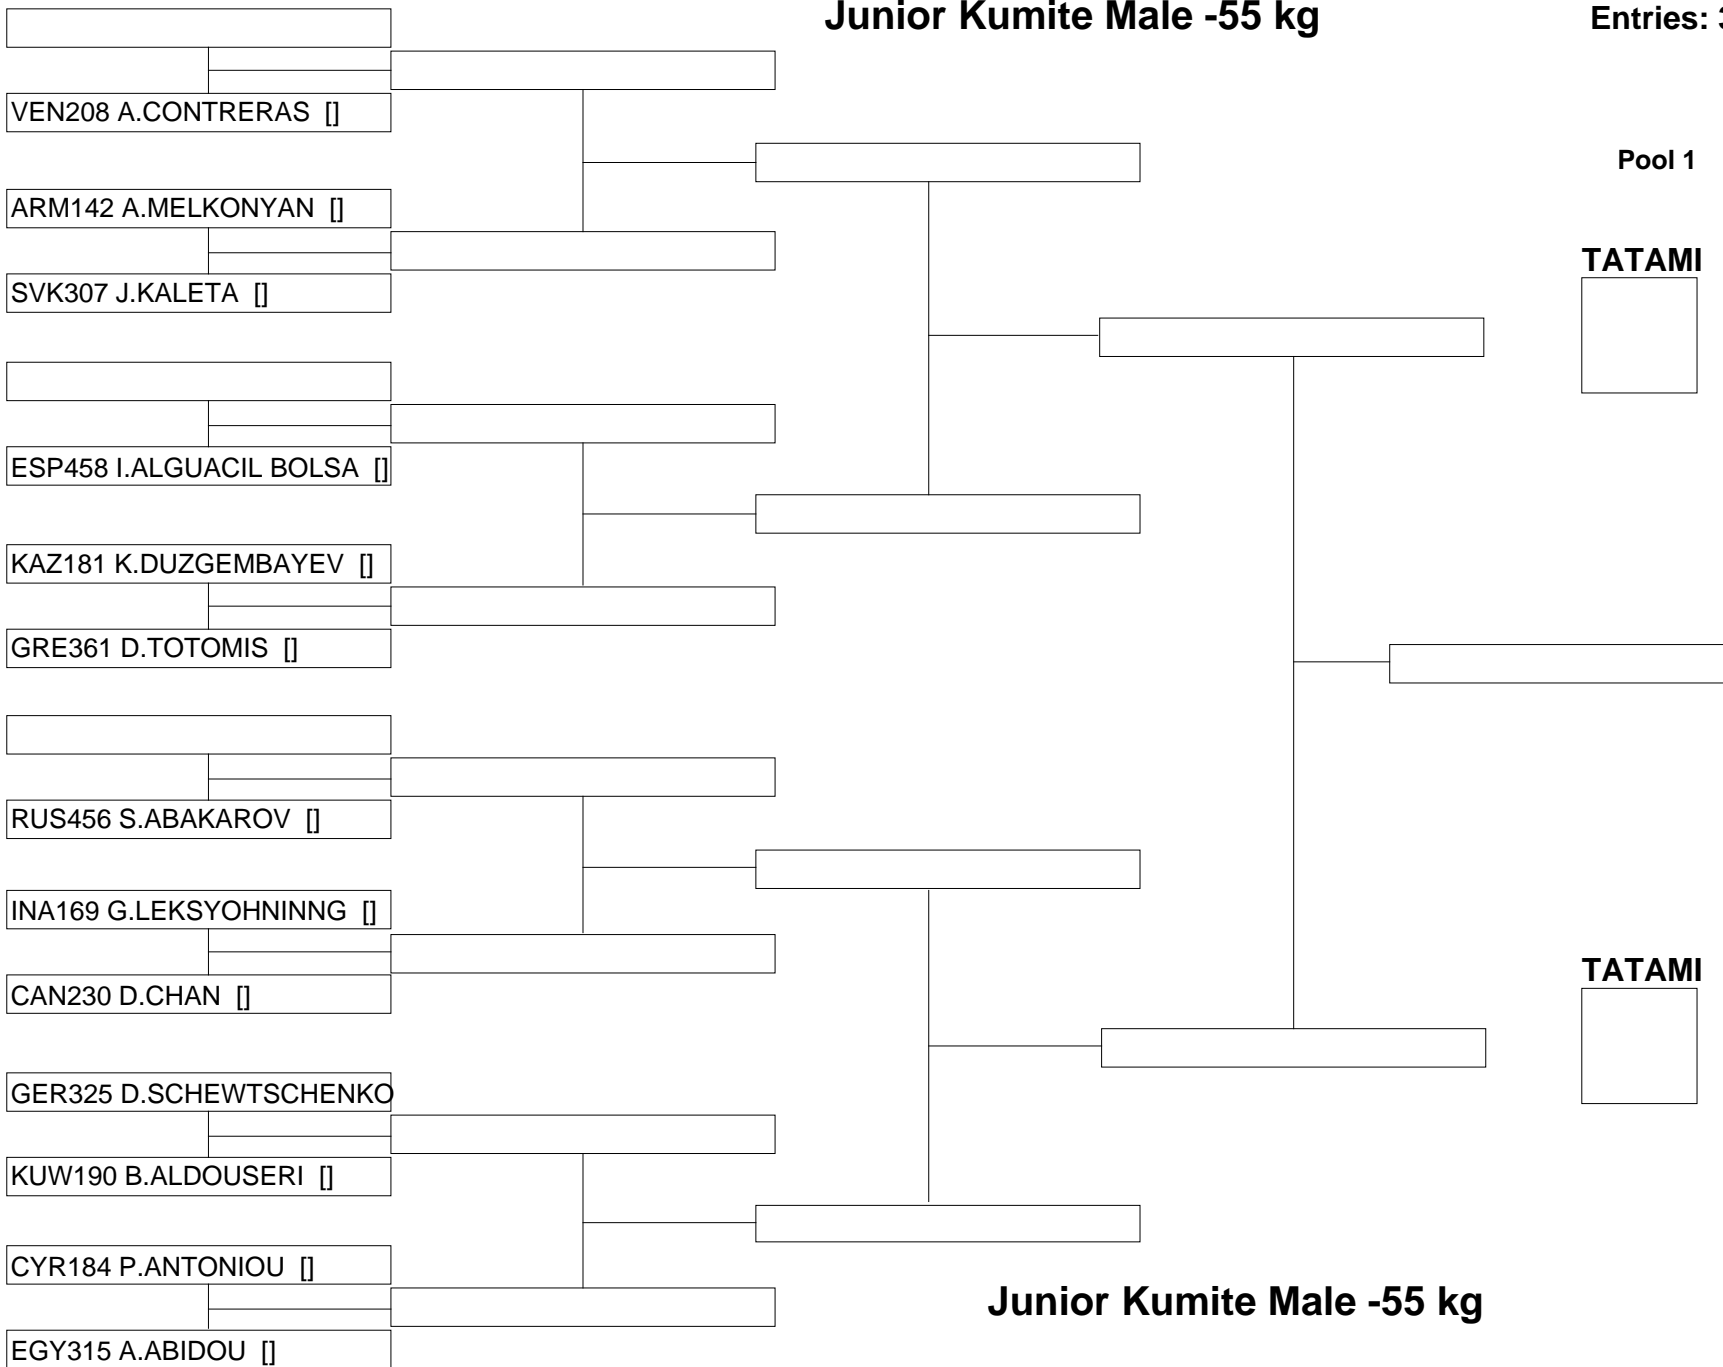 Junior Kumite Male -55 kg
Entries: 3
VEN208 A.CONTRERAS []
Pool 1
ARM142 A.MELKONYAN []
TATAMI
SVK307 J.KALETA []
ESP458 I.ALGUACIL BOLSA []
KAZ181 K.DUZGEMBAYEV []
GRE361 D.TOTOMIS []
RUS456 S.ABAKAROV []
INA169 G.LEKSYOHNINNG []
TATAMI
CAN230 D.CHAN []
GER325 D.SCHEWTSCHENKO
KUW190 B.ALDOUSERI []
CYR184 P.ANTONIOU []
Junior Kumite Male -55 kg
EGY315 A.ABIDOU []